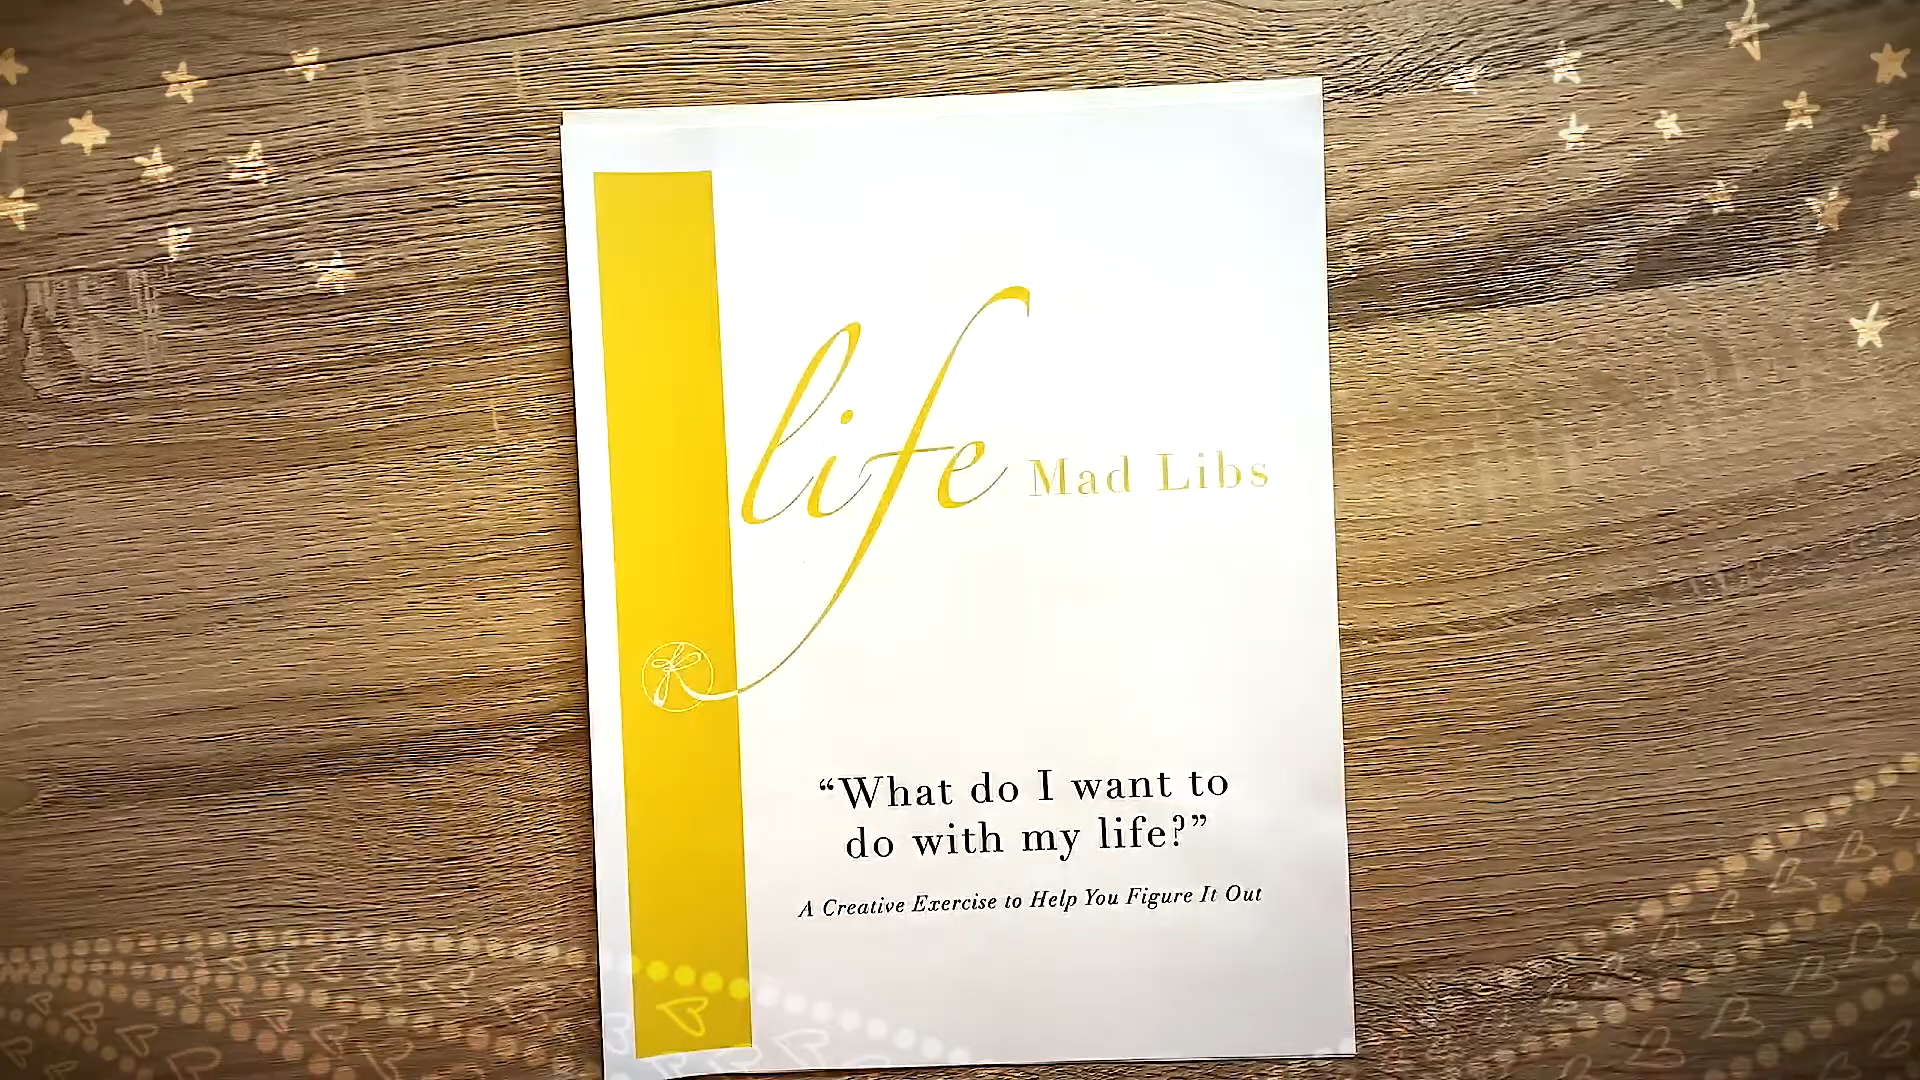 life Mad Libs
“What do I want to
do with my life?”
A Creative Exercise to Help You Figure It Out